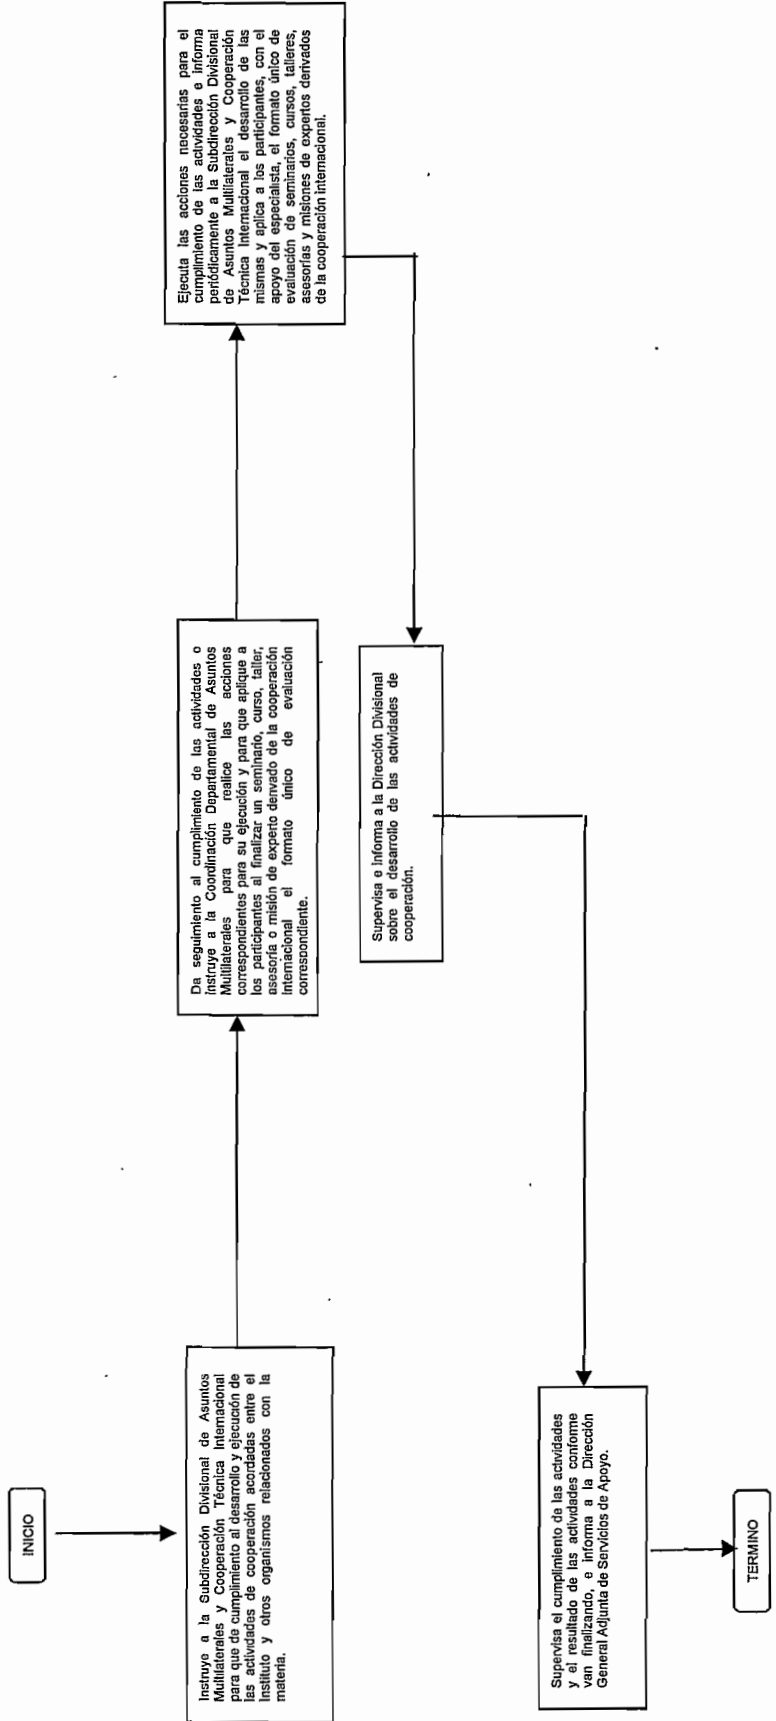 INICIO
Instruye a la Subdirección Divisional de Asuntos
Multilaterales y Cooperación Técnica Internacional
para que de cumplimiento al desarrollo y ejecución de
las actividades de cooperación acordadas entre el
Instituto y otros organismos relacionados con la
materia.
Da seguimiento al cumplimiento de las actividades o
instruye a la Coordinación Departamental de Asuntos
Multilaterales para que realice las acciones
correspondientes para su ejecución y para que aplique a
los participantes al finalizar un seminario, curso, taller,
asesoría o misión de experto derivado de la cooperación
internacional el formato único de evaluación
correspondiente.
Ejecuta las acciones necesarias para el
cumplimiento de las actividades e informa
periódicamente a la Subdirección Divisional
de Asuntos Multilaterales y Cooperación
Técnica Internacional el desarrollo de las
mismas y aplica a los participantes, con el
apoyo del especialista, el formato único de
evaluación de seminarios, cursos, talleres,
asesorías y misiones de expertos derivados
de la cooperación internacional.
Supervisa e informa a la Dirección Divisional
sobre el desarrollo de las actividades de
cooperación.
Supervisa el cumplimiento de las actividades
y el resultado de las actividades conforme
van finalizando, e informa a la Dirección
General Adjunta de Servicios de Apoyo.
TERMINO